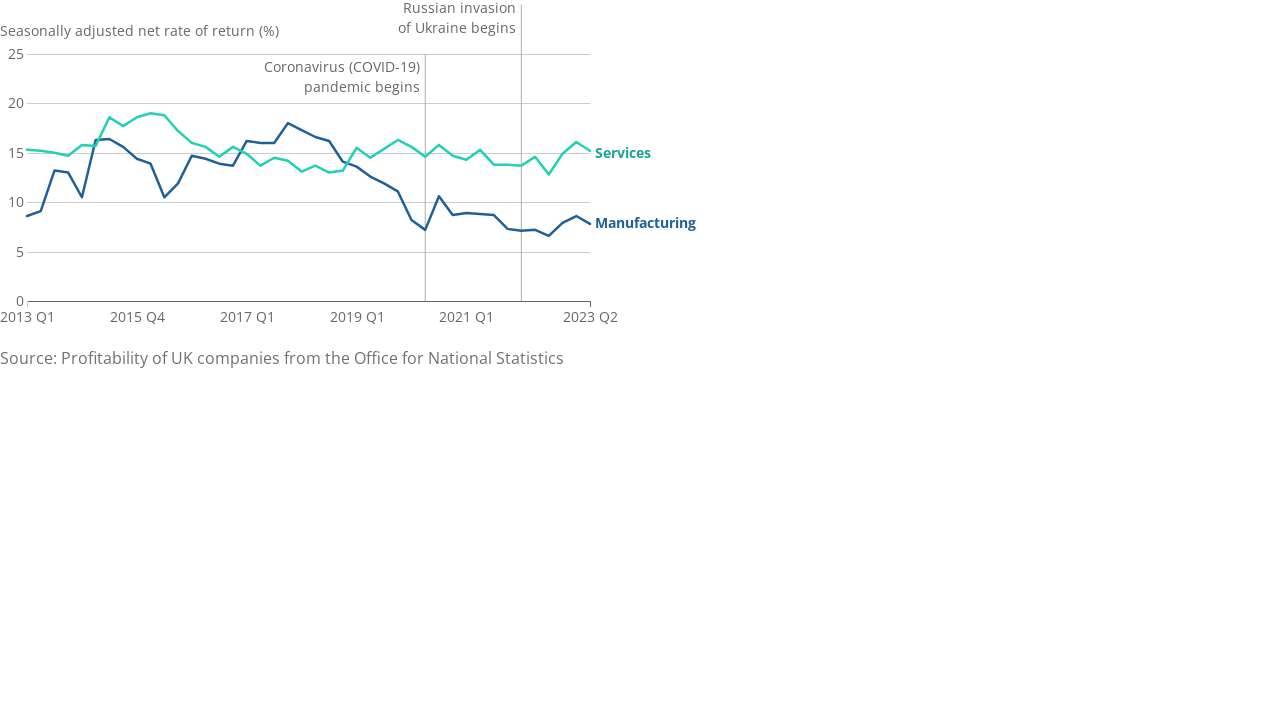 Russian invasion
of Ukraine begins
Seasonally adjusted net rate of return (%)
25
Coronavirus (COVID-19)
pandemic begins
20
15
Services
10
Manufacturing
5
0
2013 Q1 2015 Q4 2017 Q1 2019 Q1 2021 Q1 2023 Q2
Source: Profitability of UK companies from the Office for National Statistics